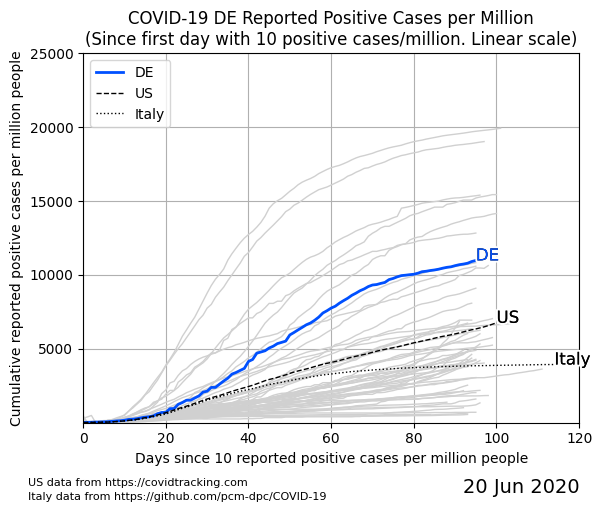 COVID-19 DE Reported Positive Cases per Million
(Since first day with 10 positive cases/million. Linear scale)
Cumulative reported positive cases per million people
25000
20000
15000
10000
5000
DE
US
Italy
DE
US
Italy
0
20
40
60
80
100
120
Days since 10 reported positive cases per million people
US data from https://covidtracking.com
Italy data from https://github.com/pcm-dpc/COVID-19
20 Jun 2020